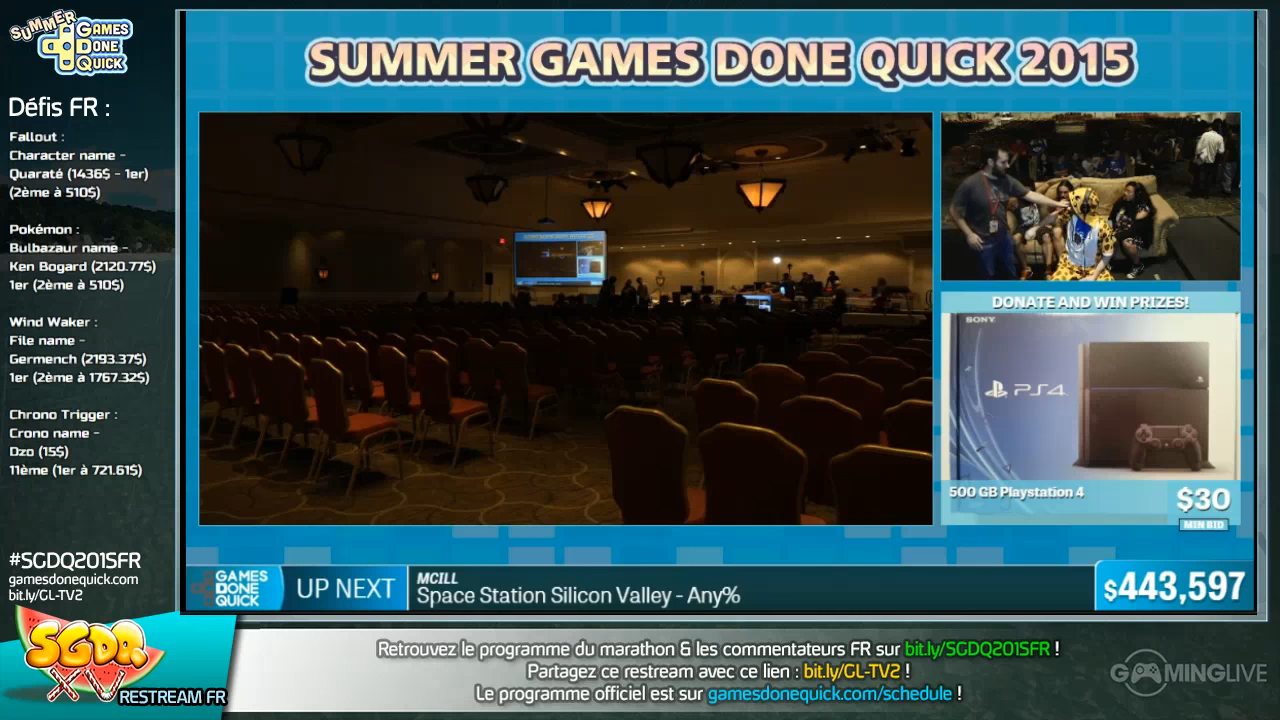 SUMMER
GAMES
DONE
QUICK
Défis FR :
Fallout :
Character name -
Quaraté (1436$ - 1er)
(2ème à 510$)
Pokémon :
Bulbazaur name -
Ken Bogard (2120.77$)
1er (2ème à 510$)
Wind Waker :
File name -
Germench (2193.37$)
1er (2ème à 1767.32$)
Chrono Trigger :
Crono name -
Dzo (15$)
11ème (1er à 721.61$)
#SGDQ2015FR
gamesdonequick.com
bit.ly/GL-TV2
SGDQ
XV
RESTREAM FR
SUMMER GAMES DONE QUICK 2015
DONATE AND WIN PRIZES!
SONY
PS4
500 GB Playstation 4
$30
MIN BID
GAMES
DONE
QUICK
UP NEXT
MCILL
Space Station Silicon Valley - Any%
$443,597
Retrouvez le programme du marathon & les commentateurs FR sur bit.ly/SGDQ2015FR !
Partagez ce restream avec ce lien : bit.ly/GL-TV2 !
Le programme officiel est sur gamesdonequick.com/schedule !
GAMINGLIVE